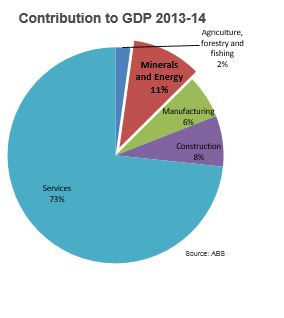 Contribution to GDP 2013-14
Agriculture,
forestry and
fishing
2%
Minerals
and Energy
11%
Manufacturing
6%
Construction
8%
Services
73%
Source: ABB